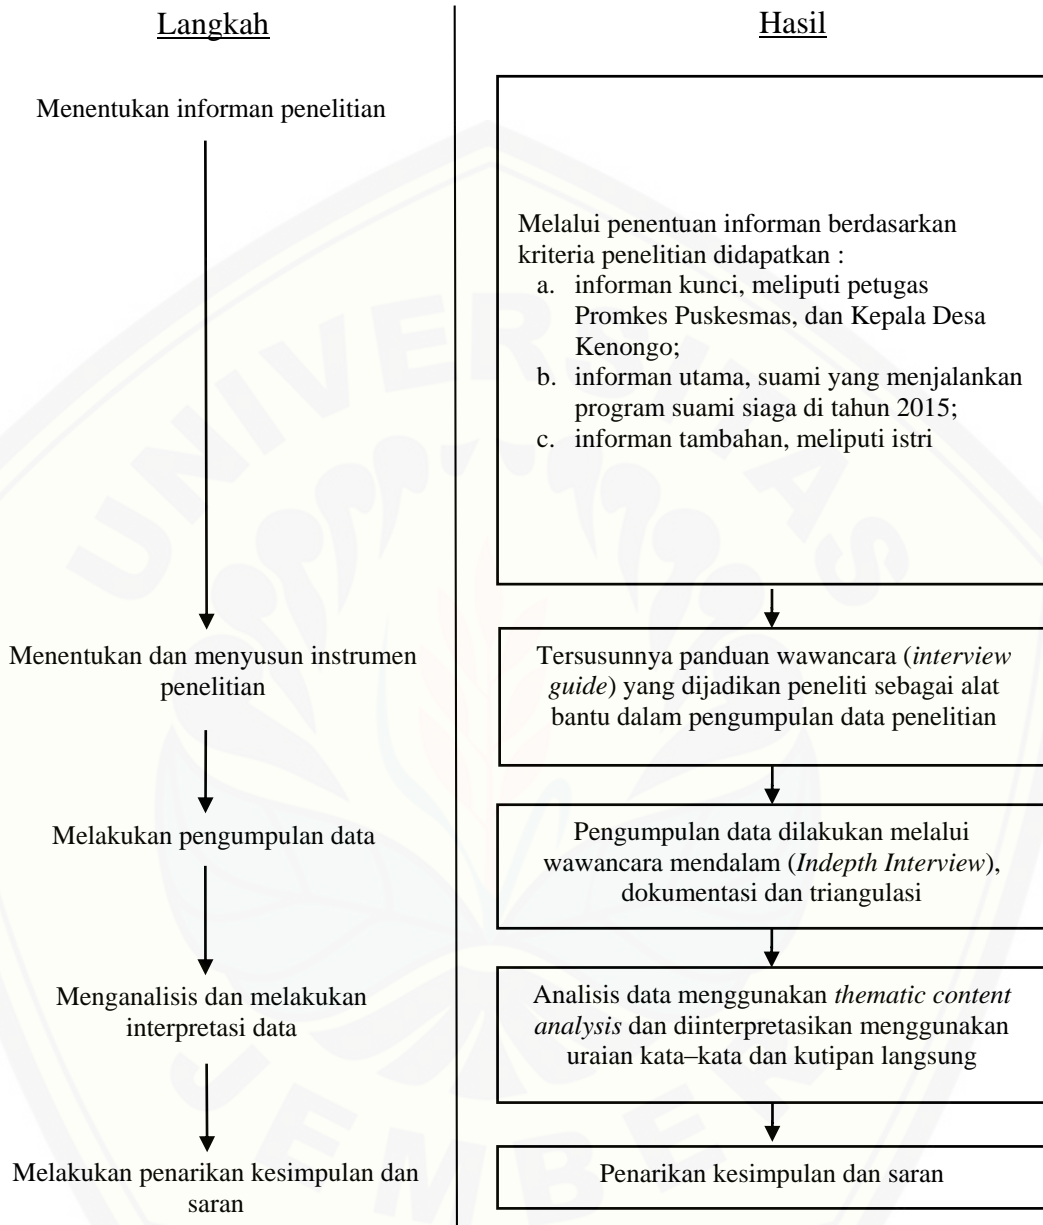 Langkah
Hasil
Menentukan informan penelitian
Melalui penentuan informan berdasarkan
kriteria penelitian didapatkan :
a. informan kunci, meliputi petugas
Promkes Puskesmas, dan Kepala Desa
Kenongo;
b. informan utama, suami yang menjalankan
program suami siaga di tahun 2015;
c. informan tambahan, meliputi istri
Menentukan dan menyusun instrumen
penelitian
Tersusunnya panduan wawancara (interview
guide) yang dijadikan peneliti sebagai alat
bantu dalam pengumpulan data penelitian
Melakukan pengumpulan data
Pengumpulan data dilakukan melalui
wawancara mendalam (Indepth Interview),
dokumentasi dan triangulasi
Menganalisis dan melakukan
interpretasi data
Analisis data menggunakan thematic content
analysis dan diinterpretasikan menggunakan
uraian kata–kata dan kutipan langsung
Melakukan penarikan kesimpulan dan
saran
Penarikan kesimpulan dan saran
UNIVERSITAS
JEMBER